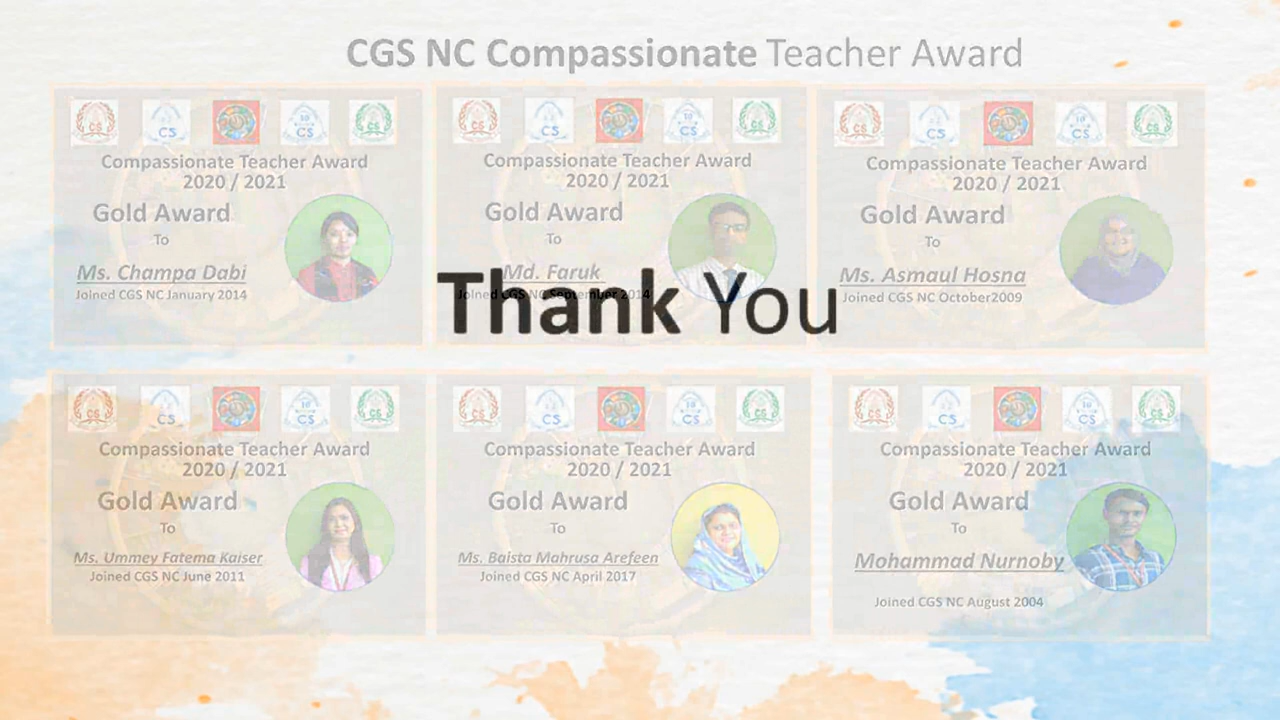 CGS NC Compassionate Teacher Award
Compassionate Teacher Award
2020 / 2021
Gold Award
To
Ms. Champa Dabi
Joined CGS NC January 2014
Compassionate Teacher Award
2020 / 2021
Gold Award
To
Md. Faruk
Joined CGS NC September 2014
Compassionate Teacher Award
2020 / 2021
Gold Award
To
Ms. Asmaul Hosna
Joined CGS NC October2009
Thank You
CS
CS
CS
CS
Compassionate Teacher Award
2020 / 2021
Gold Award
To
Ms. Ummey Fatema Kaiser
Joined CGS NC June 2011
Compassionate Teacher Award
2020 / 2021
Gold Award
To
Ms. Baista Mahrusa Arefeen
Joined CGS NC April 2017
Compassionate Teacher Award
2020 / 2021
Gold Award
To
Mohammad Nurnoby
Joined CGS NC August 2004